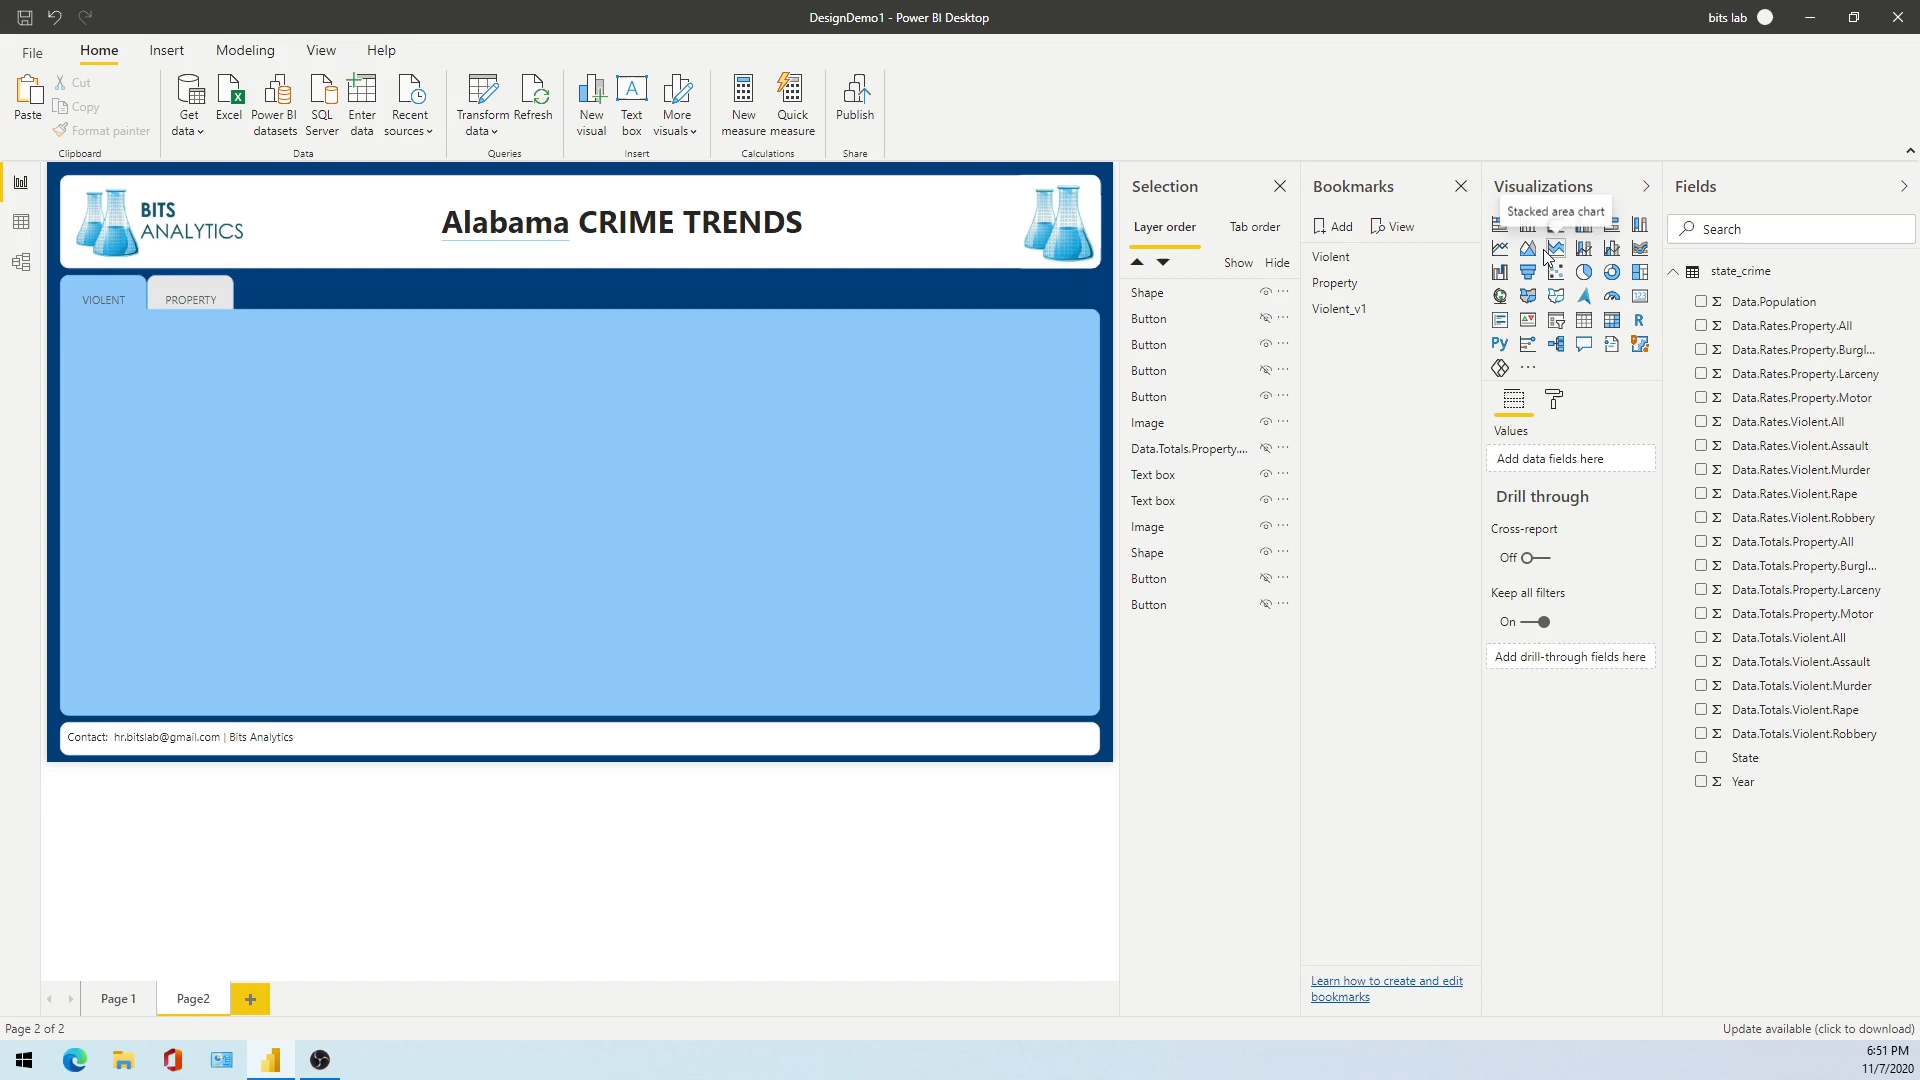 DesignDemo1 - Power BI Desktop
bits lab
File
Home
Insert
Modeling
View
Help
Paste
Cut
Copy
Format painter
Clipboard
Get data
Excel
Power BI datasets
SQL Server
Enter data
Recent sources
Data
Transform data
Refresh
Queries
New visual
Text box
More visuals
Insert
New measure
Quick measure
Calculations
Publish
Share
BITS
ANALYTICS
Alabama CRIME TRENDS
VIOLENT
PROPERTY
Contact: hr.bitslab@gmail.com | Bits Analytics
Selection
Layer order
Tab order
Show
Hide
Shape
Button
Button
Button
Button
Image
Data.Totals.Property....
Text box
Text box
Image
Shape
Button
Button
Bookmarks
Add
View
Violent
Property
Violent_v1
Learn how to create and edit
bookmarks
Visualizations
Stacked area chart
123
R
Py
Values
Add data fields here
Drill through
Cross-report
Off
Keep all filters
On
Add drill-through fields here
Fields
Search
state_crime
Data.Population
Data.Rates.Property.All
Data.Rates.Property.Burgl...
Data.Rates.Property.Larceny
Data.Rates.Property.Motor
Data.Rates.Violent.All
Data.Rates.Violent.Assault
Data.Rates.Violent.Murder
Data.Rates.Violent.Rape
Data.Rates.Violent.Robbery
Data.Totals.Property.All
Data.Totals.Property.Burgl...
Data.Totals.Property.Larceny
Data.Totals.Property.Motor
Data.Totals.Violent.All
Data.Totals.Violent.Assault
Data.Totals.Violent.Murder
Data.Totals.Violent.Rape
Data.Totals.Violent.Robbery
State
Year
Page 1
Page2
Page 2 of 2
Update available (click to download)
6:51 PM
11/7/2020